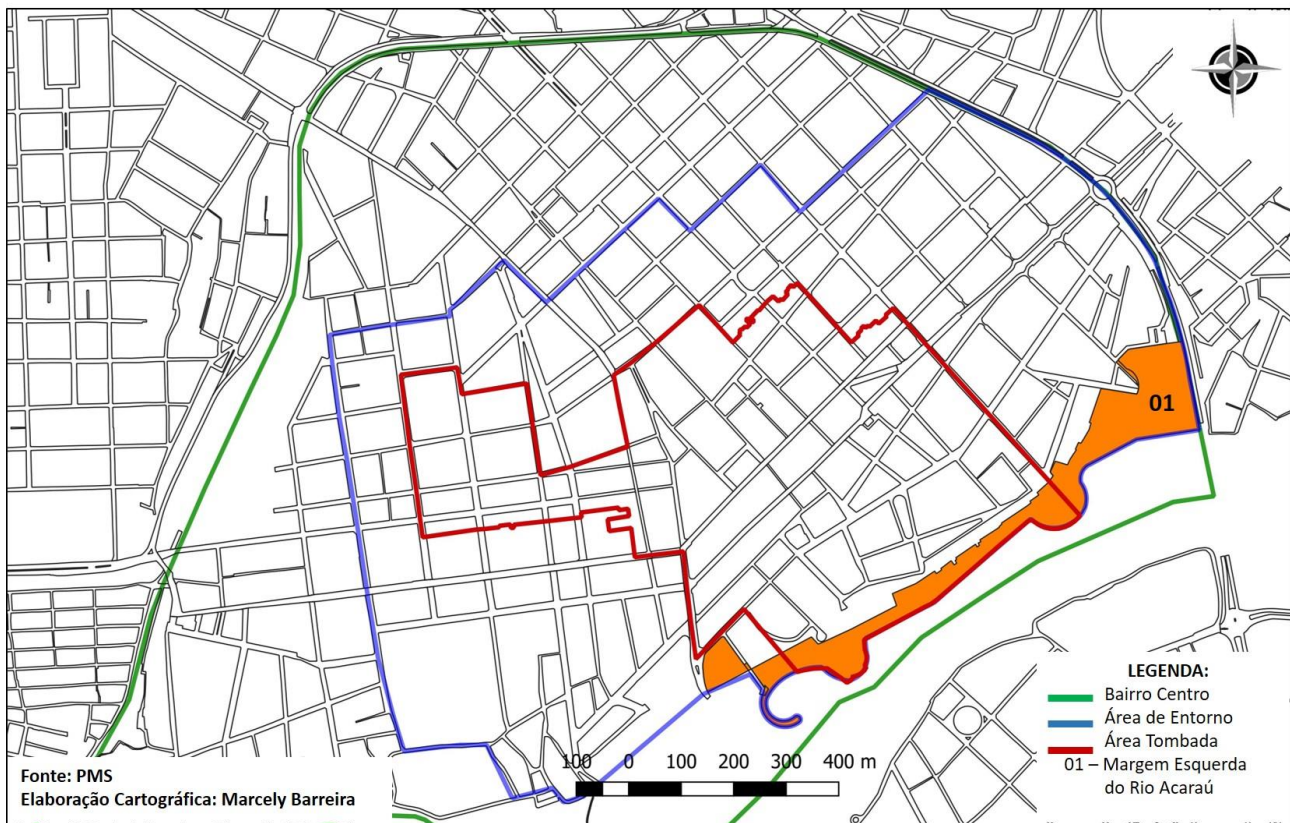 01
LEGENDA:
Bairro Centro
Área de Entorno
Área Tombada
01 – Margem Esquerda
do Rio Acaraú
100 0 100 200 300 400 m
Fonte: PMS
Elaboração Cartográfica: Marcely Barreira